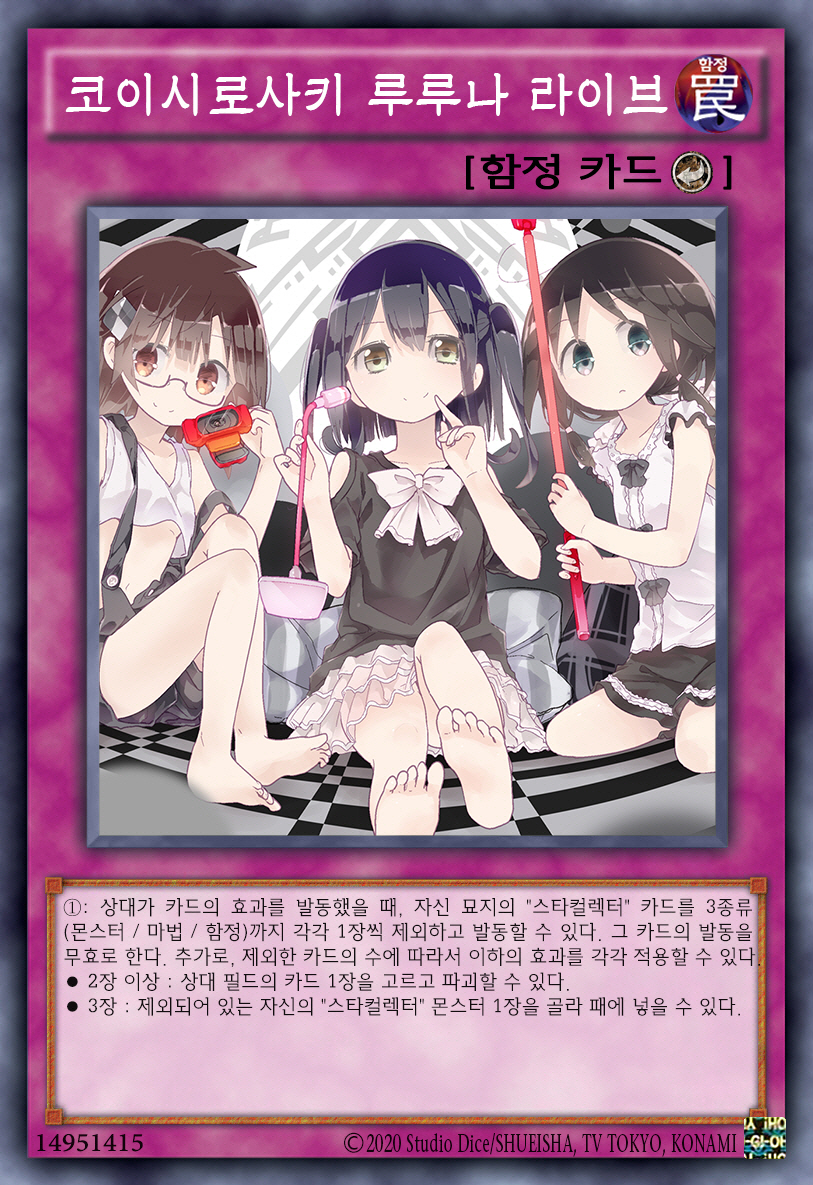 코이시로사키 루루나 라이브
함정
罠
[함정 카드 ]
①: 상대가 카드의 효과를 발동했을 때, 자신 묘지의 "스타컬렉터" 카드를 3종류
(몬스터 / 마법 / 함정)까지 각각 1장씩 제외하고 발동할 수 있다. 그 카드의 발동을
무효로 한다. 추가로, 제외한 카드의 수에 따라서 이하의 효과를 각각 적용할 수 있다.
● 2장 이상 : 상대 필드의 카드 1장을 고르고 파괴할 수 있다.
● 3장 : 제외되어 있는 자신의 "스타컬렉터" 몬스터 1장을 골라 패에 넣을 수 있다.
14951415
©2020 Studio Dice/SHUEISHA, TV TOKYO, KONAMI